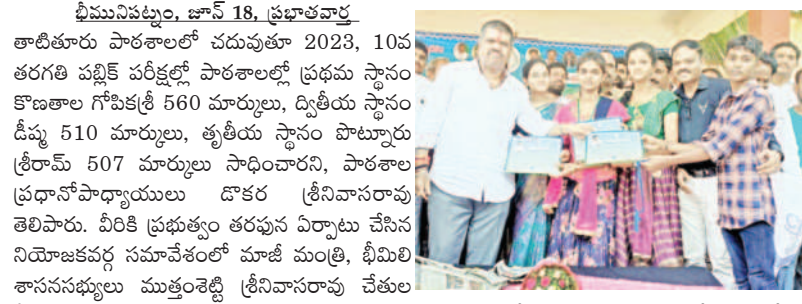 భీమునిపట్నం, జూన్ 18, ప్రభాతవార్త
తాటితూరు పాఠశాలలో చదువుతూ 2023, 10వ
తరగతి పబ్లిక్ పరీక్షల్లో పాఠశాలల్లో ప్రథమ స్థానం
కొణతాల గోపికశ్రీ 560 మార్కులు, ద్వితీయ స్థానం
డీష్మ 510 మార్కులు, తృతీయ స్థానం పొట్నూరు
శ్రీరామ్ 507 మార్కులు సాధించారని, పాఠశాల
ప్రధానోపాధ్యాయులు డొకర శ్రీనివాసరావు
తెలిపారు. వీరికి ప్రభుత్వం తరఫున ఏర్పాటు చేసిన
నియోజకవర్గ సమావేశంలో మాజీ మంత్రి, భీమిలి
శాసనసభ్యులు ముత్తంశెట్టి శ్రీనివాసరావు చేతుల